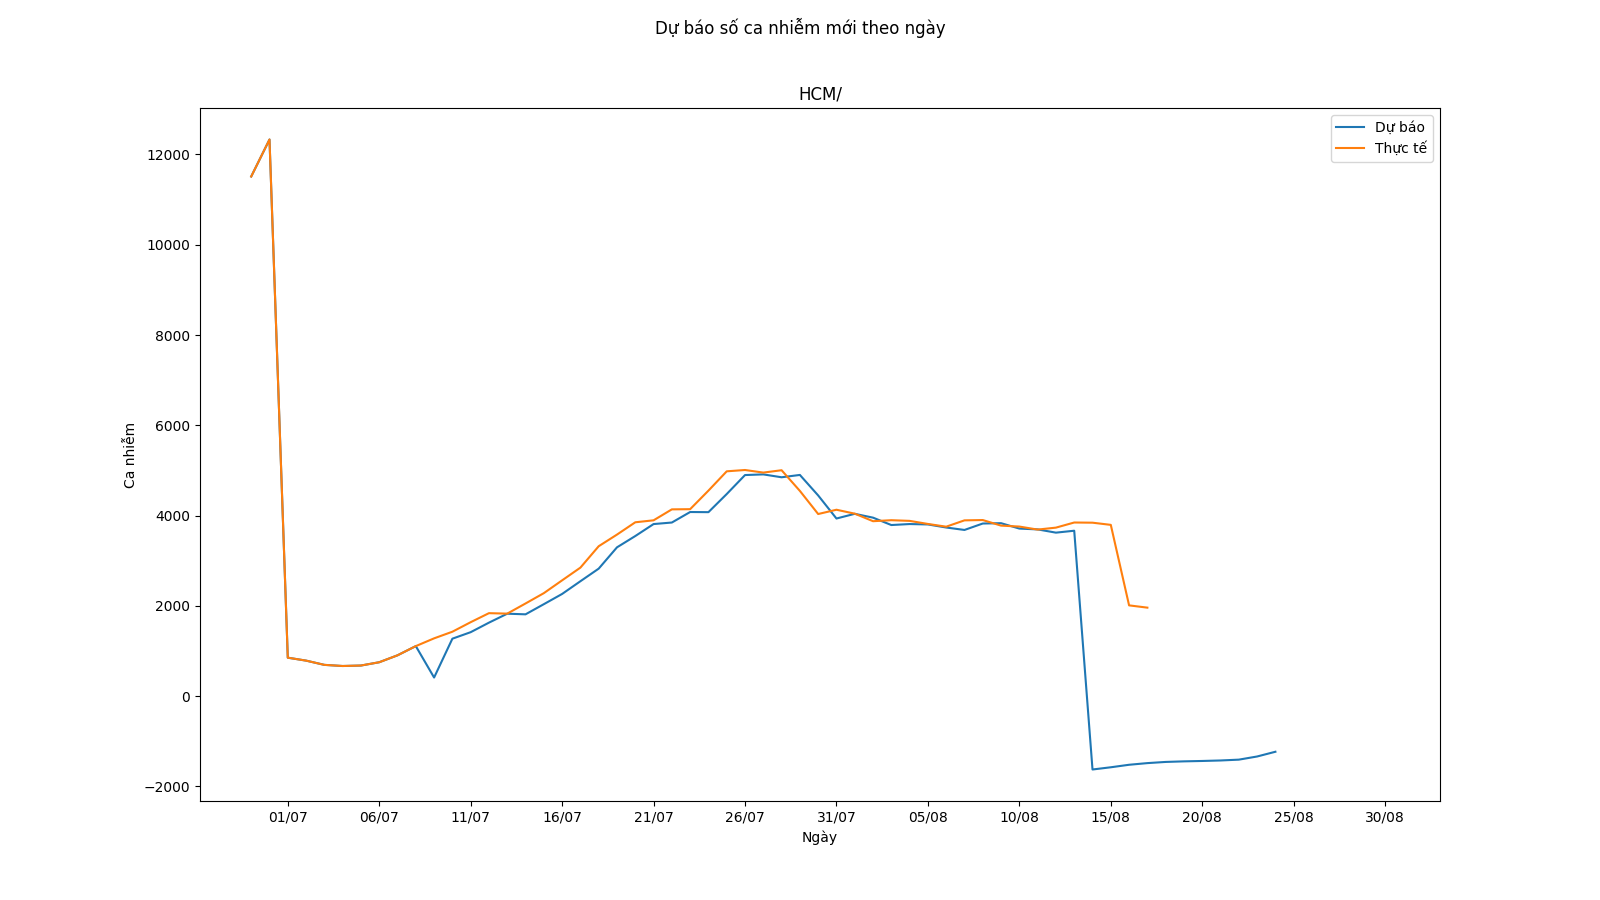 Dự báo số ca nhiễm mới theo ngày
HCM/
Dự báo
Thực tế
12000
10000
8000
6000
4000
2000
0
−2000
Ca nhiễm
01/07 06/07 11/07 16/07 21/07 26/07 31/07 05/08 10/08 15/08 20/08 25/08 30/08
Ngày